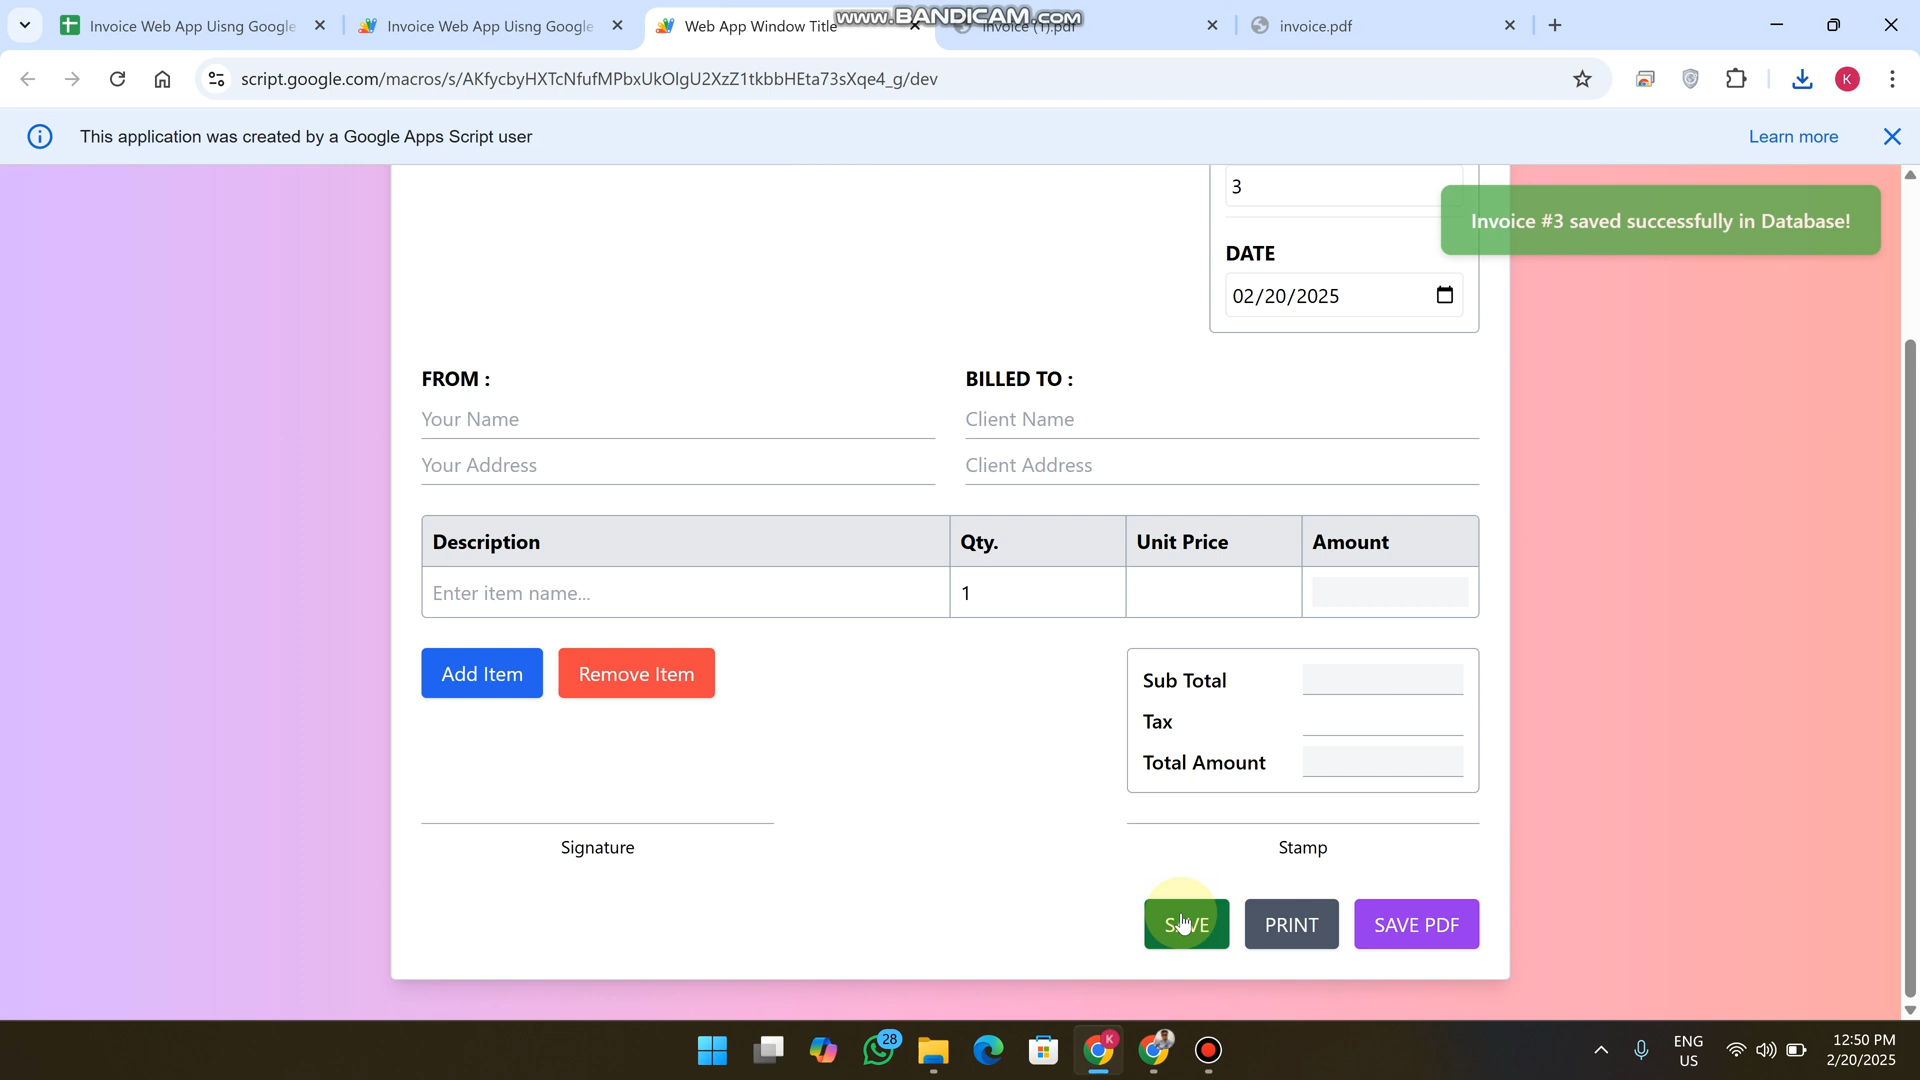 Invoice Web App Uisng Google
Invoice Web App Uisng Google
Web App Window Title
www.BANDICAM.com
invoice (1).pdf
invoice.pdf
script.google.com/macros/s/AKfycbyHXTcNfufMPbxUkOlgU2XzZ1tkbbHEta73sXqe4_g/dev
K
This application was created by a Google Apps Script user
Learn more
3
Invoice #3 saved successfully in Database!
DATE
02/20/2025
FROM :
BILLED TO :
Your Name
Client Name
Your Address
Client Address
Description
Qty.
Unit Price
Amount
Enter item name...
1
Add Item
Remove Item
Sub Total
Tax
Total Amount
Signature
Stamp
SAVE
PRINT
SAVE PDF
28
K
ENG
US
12:50 PM
2/20/2025